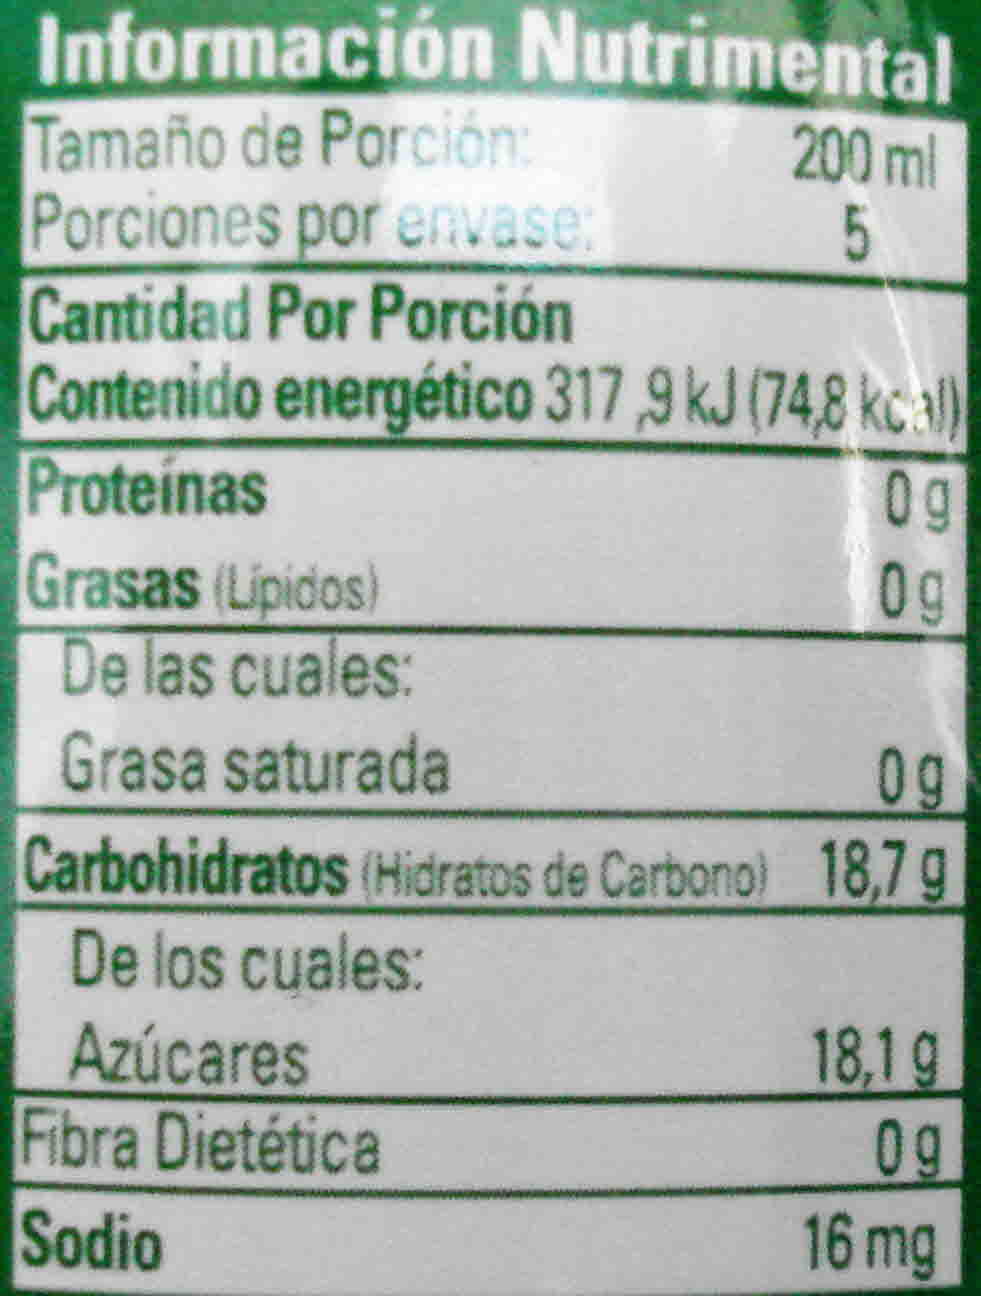 Información Nutrimental
Tamaño de Porción: 200 ml
Porciones por envase: 5
Cantidad Por Porción
Contenido energético 317 ,9 kJ (74,8 kcal)
Proteínas 0 g
Grasas (Lípidos) 0 g
De las cuales:
Grasa saturada 0 g
Carbohidratos (Hidratos de Carbono) 18,7 g
De los cuales:
Azúcares 18,1 g
Fibra Dietética 0 g
Sodio 16 mg